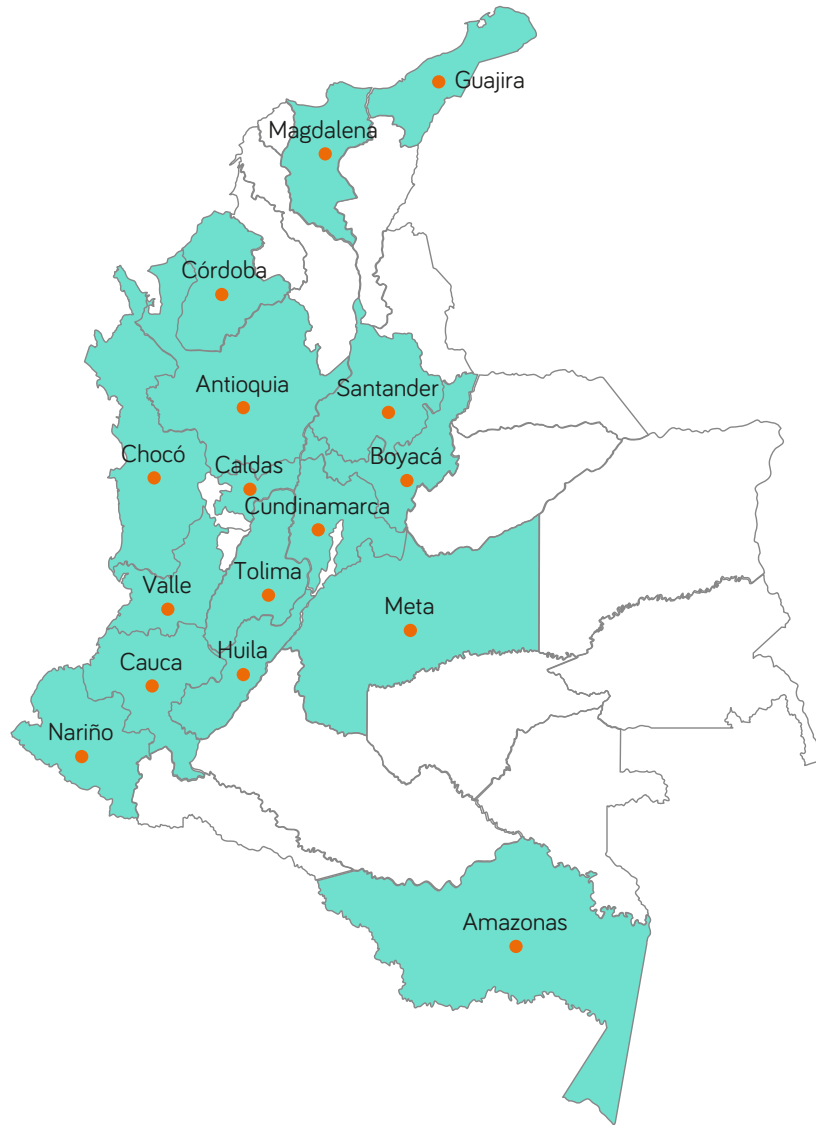 Guajira
Magdalena
Córdoba
Antioquia
Santander
Chocó
Caldas
Boyacá
Cundinamarca
Valle
Tolima
Meta
Cauca
Huila
Nariño
Amazonas